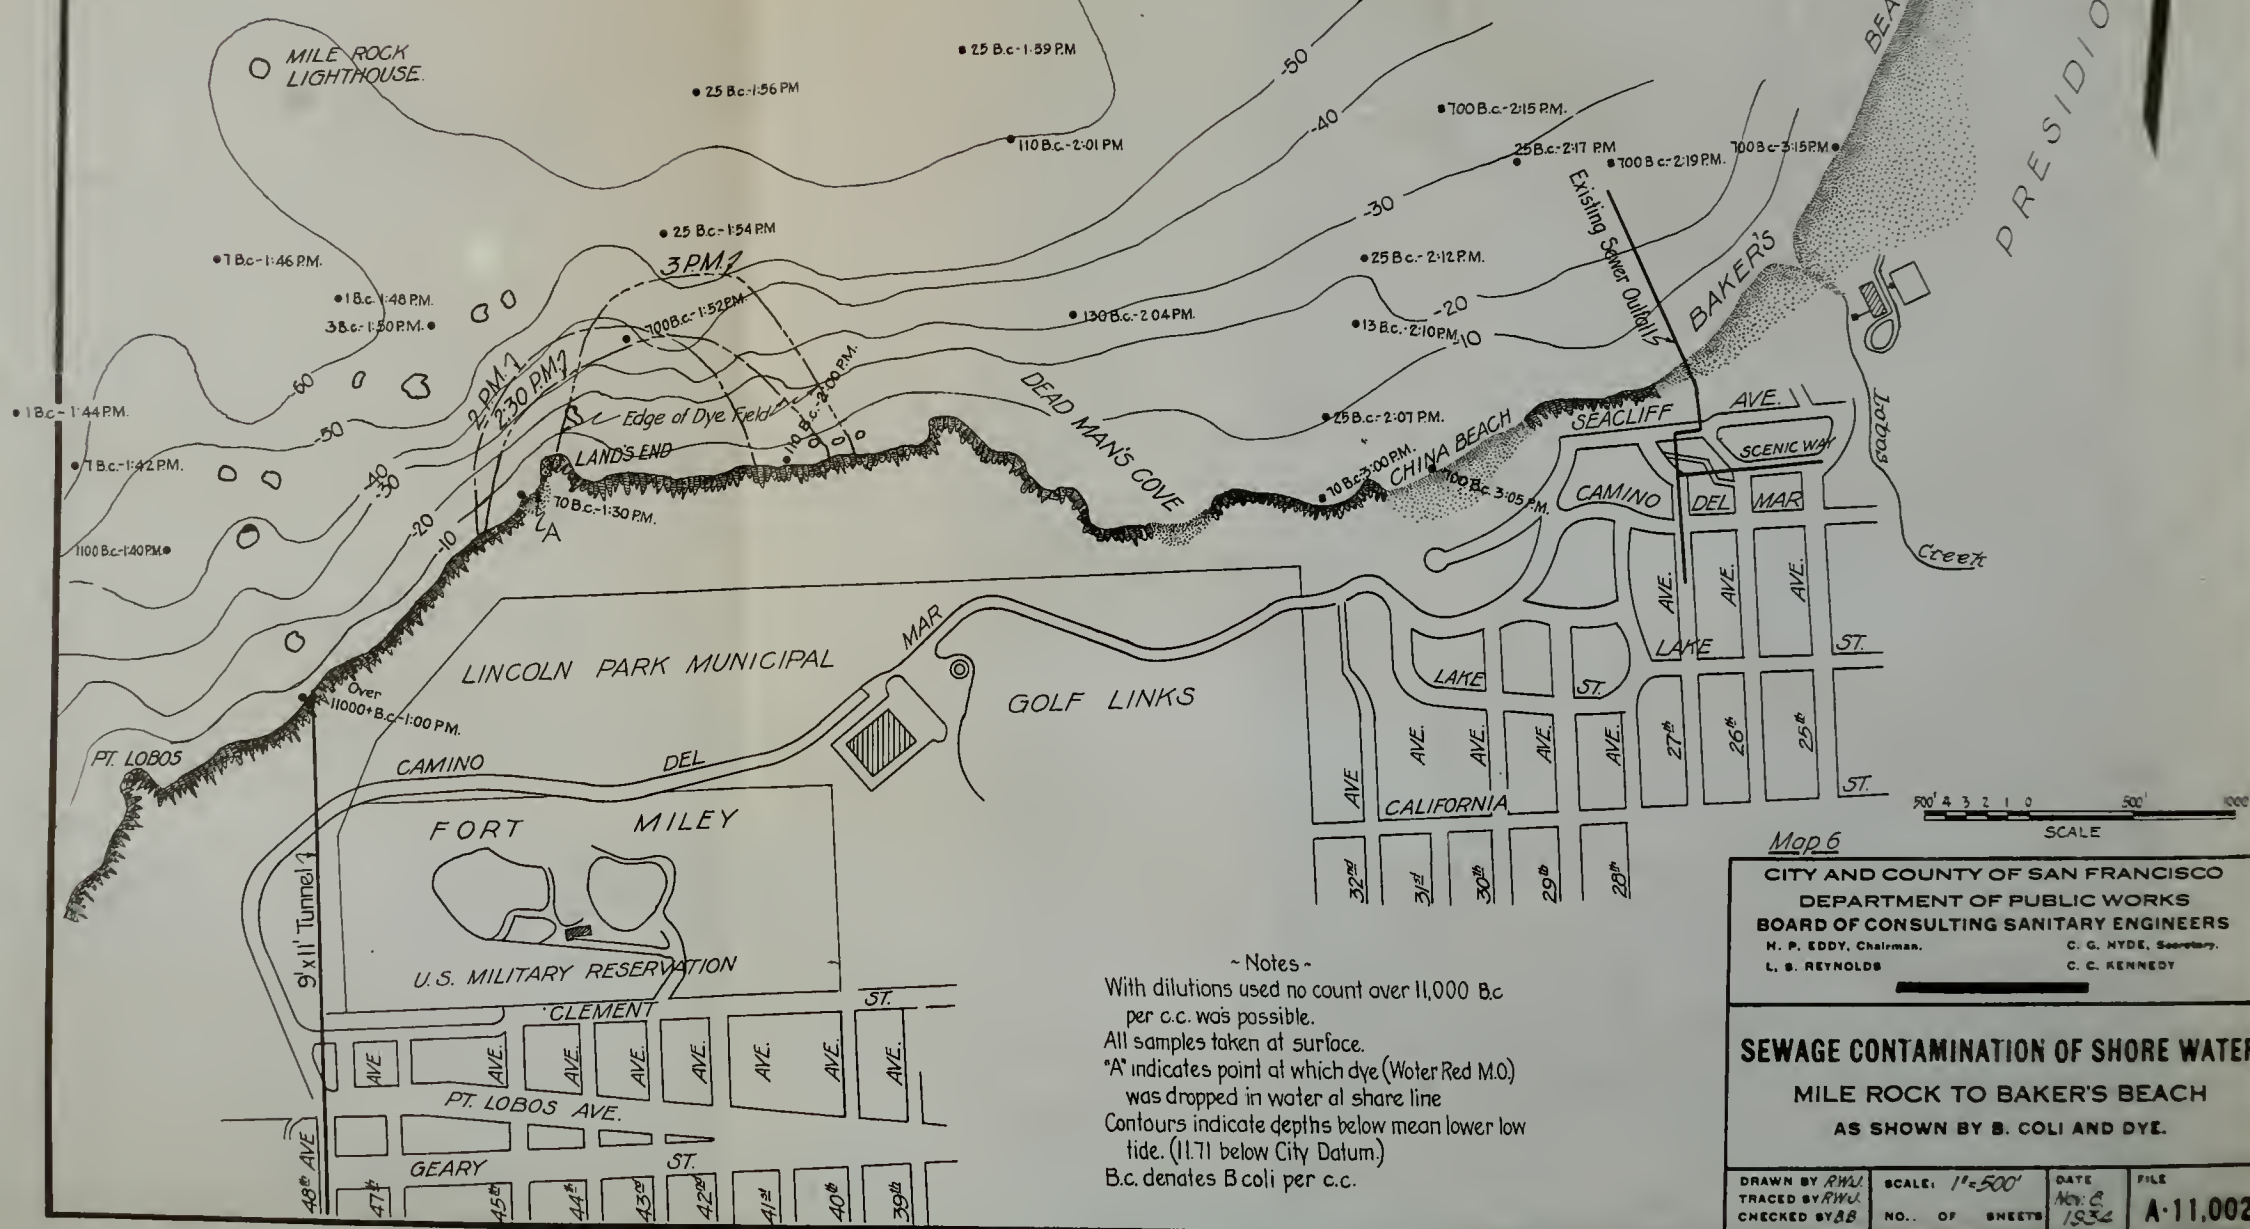 MILE ROCK
LIGHTHOUSE.
25 B.c-1:59 P.M
25 B.c-1:56 PM
110 B.c.-2:01 PM
25 B.c.-1:54 P.M
3 P.M.
7 B.c-1:46 P.M.
1 B.c. 1:48 P.M.
3 B.c.-1:50 P.M.
700 B.c.-1:52 P.M.
1 B.c-1:44 P.M.
7 B.c-1:42 P.M.
1100 B.c-1:40 P.M
2 P.M.
2:30 P.M.
Edge of Dye Field
110 B.c.-2:00 P.M.
LAND'S END
70 B.c.-1:30 P.M.
A
-60
-50
-40
-30
-20
-10
-50
-40
-30
-20
-10
700 B.c-2:15 P.M.
25 B.c.-2:17 P.M
700 B.c-2:19 P.M.
700 B.c-3:15 P.M
25 B.c.-2:12 P.M.
130 B.c.-2:04 P.M.
13 B.c.-2:10 P.M.
25 B.c.-2:07 P.M.
70 B.c.-3:00 P.M.
700 B.c. 3:05 P.M.
Existing Sewer Outfall
BAKER'S
BEA
PRESIDIO
DEAD MAN'S COVE
CHINA BEACH
SEACLIFF
AVE.
SCENIC WAY
Lobos
Creek
CAMINO
DEL
MAR
AVE.
AVE.
AVE.
LAKE
ST.
LAKE
ST.
Over
11000+B.c.-1:00 P.M.
PT. LOBOS
LINCOLN PARK MUNICIPAL
GOLF LINKS
CAMINO
DEL
MAR
AVE
AVE.
AVE.
AVE.
AVE.
27th
26th
25th
CALIFORNIA
ST.
32nd
31st
30th
29th
28th
FORT
MILEY
U.S. MILITARY RESERVATION
9'x11' Tunnel
CLEMENT
ST.
AVE
AVE.
AVE.
AVE.
AVE.
AVE.
AVE.
AVE.
PT. LOBOS AVE.
GEARY
ST.
48th AVE
47th
45th
44th
43rd
42nd
41st
40th
39th
~ Notes ~
With dilutions used no count over 11,000 B.c
per c.c. was possible.
All samples taken at surface.
"A" indicates point at which dye (Water Red M.O.)
was dropped in water at shore line
Contours indicate depths below mean lower low
tide. (11.71 below City Datum.)
B.c. denotes B coli per c.c.
500' 4 3 2 1 0 500' 1000
SCALE
Map 6
CITY AND COUNTY OF SAN FRANCISCO
DEPARTMENT OF PUBLIC WORKS
BOARD OF CONSULTING SANITARY ENGINEERS
H. P. EDDY, Chairman. C. G. HYDE, Secretary.
L. S. REYNOLDS C. C. KENNEDY
SEWAGE CONTAMINATION OF SHORE WATER
MILE ROCK TO BAKER'S BEACH
AS SHOWN BY B. COLI AND DYE.
DRAWN BY RWJ.
TRACED BY RWJ.
CHECKED BY
SCALE: 1"=500'
NO.. OF SHEETS
DATE
Nov.
FILE
A-11,002